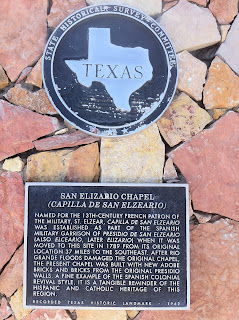 STATE HISTORICAL SURVEY COMMITTEE
TEXAS
SAN ELIZARIO CHAPEL
(CAPILLA DE SAN ELZEARIO)
NAMED FOR THE 13TH-CENTURY FRENCH PATRON OF
THE MILITARY, ST. ELZEAR, CAPILLA DE SAN ELZEARIO
WAS ESTABLISHED AS PART OF THE SPANISH
MILITARY GARRISON OF PRESIDIO DE SAN ELZEARIO
(ALSO ELCEARIO, LATER ELIZARIO) WHEN IT WAS
MOVED TO THIS SITE IN 1789 FROM ITS ORIGINAL
LOCATION 37 MILES TO THE SOUTHEAST. AFTER RIO
GRANDE FLOODS DAMAGED THE ORIGINAL CHAPEL,
THE PRESENT CHAPEL WAS BUILT WITH NEW ADOBE
BRICKS AND BRICKS FROM THE ORIGINAL PRESIDIO
WALLS. A FINE EXAMPLE OF THE SPANISH COLONIAL
REVIVAL STYLE, IT IS A TANGIBLE REMINDER OF THE
HISPANIC AND CATHOLIC HERITAGE OF THIS
REGION.
RECORDED TEXAS HISTORIC LANDMARK 1962